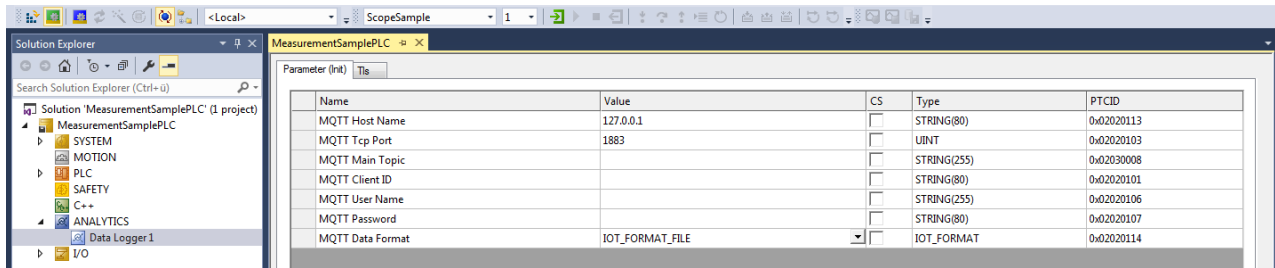 <Local> ScopeSample 1
Solution Explorer
Search Solution Explorer (Ctrl+ü)
Solution 'MeasurementSamplePLC' (1 project)
MeasurementSamplePLC
SYSTEM
MOTION
PLC
SAFETY
C++
ANALYTICS
Data Logger1
I/O
MeasurementSamplePLC
Parameter (Init) TIs
Name Value CS Type PTCID
MQTT Host Name 127.0.0.1 STRING(80) 0x02020113
MQTT Tcp Port 1883 UINT 0x02020103
MQTT Main Topic STRING(255) 0x02030008
MQTT Client ID STRING(80) 0x02020101
MQTT User Name STRING(255) 0x02020106
MQTT Password STRING(80) 0x02020107
MQTT Data Format IOT_FORMAT_FILE IOT_FORMAT 0x02020114